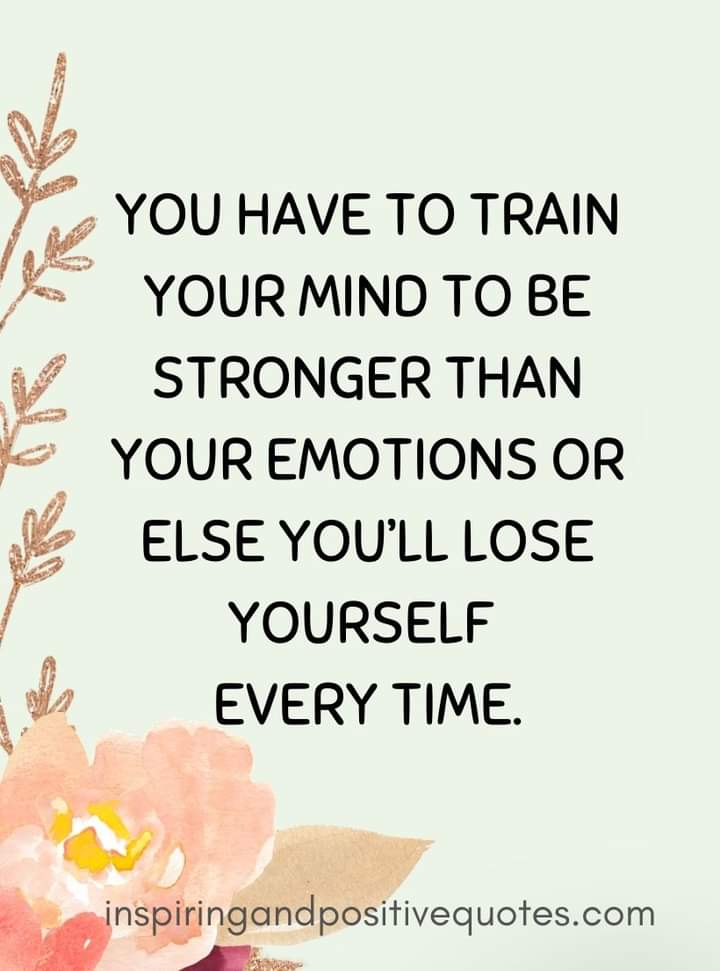 YOU HAVE TO TRAIN
YOUR MIND TO BE
STRONGER THAN
YOUR EMOTIONS OR
ELSE YOU’LL LOSE
YOURSELF
EVERY TIME.
inspiringandpositivequotes.com